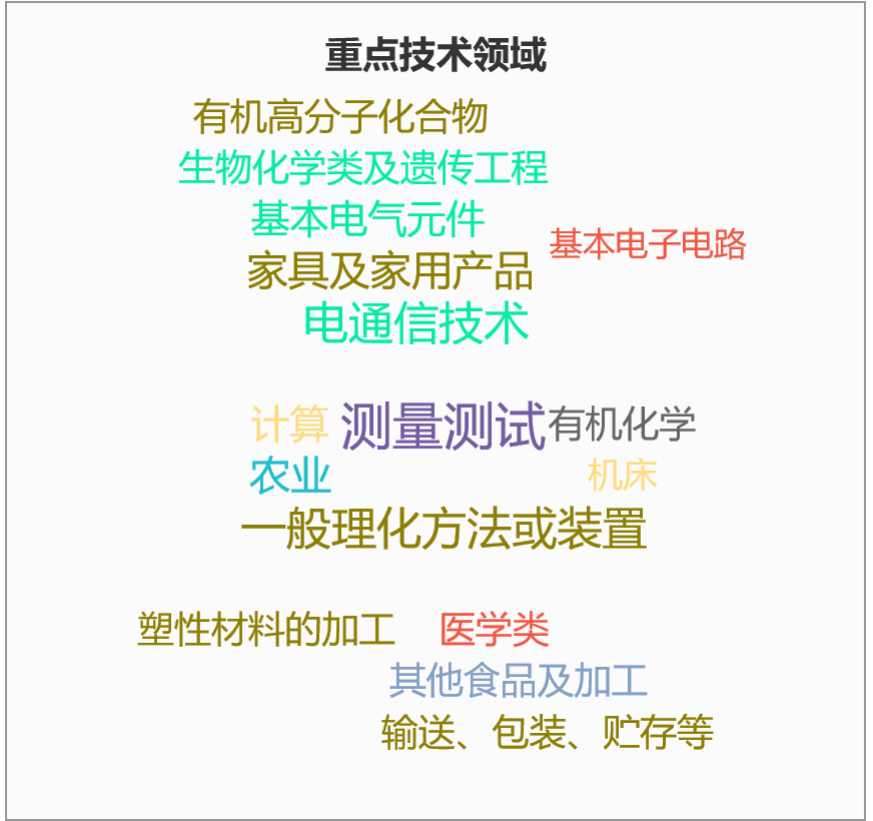 重点技术领域
有机高分子化合物
生物化学类及遗传工程
基本电气元件
基本电子电路
家具及家用产品
电通信技术
计算 测量测试 有机化学
农业 机床
一般理化方法或装置
塑性材料的加工 医学类
其他食品及加工
输送、包装、贮存等